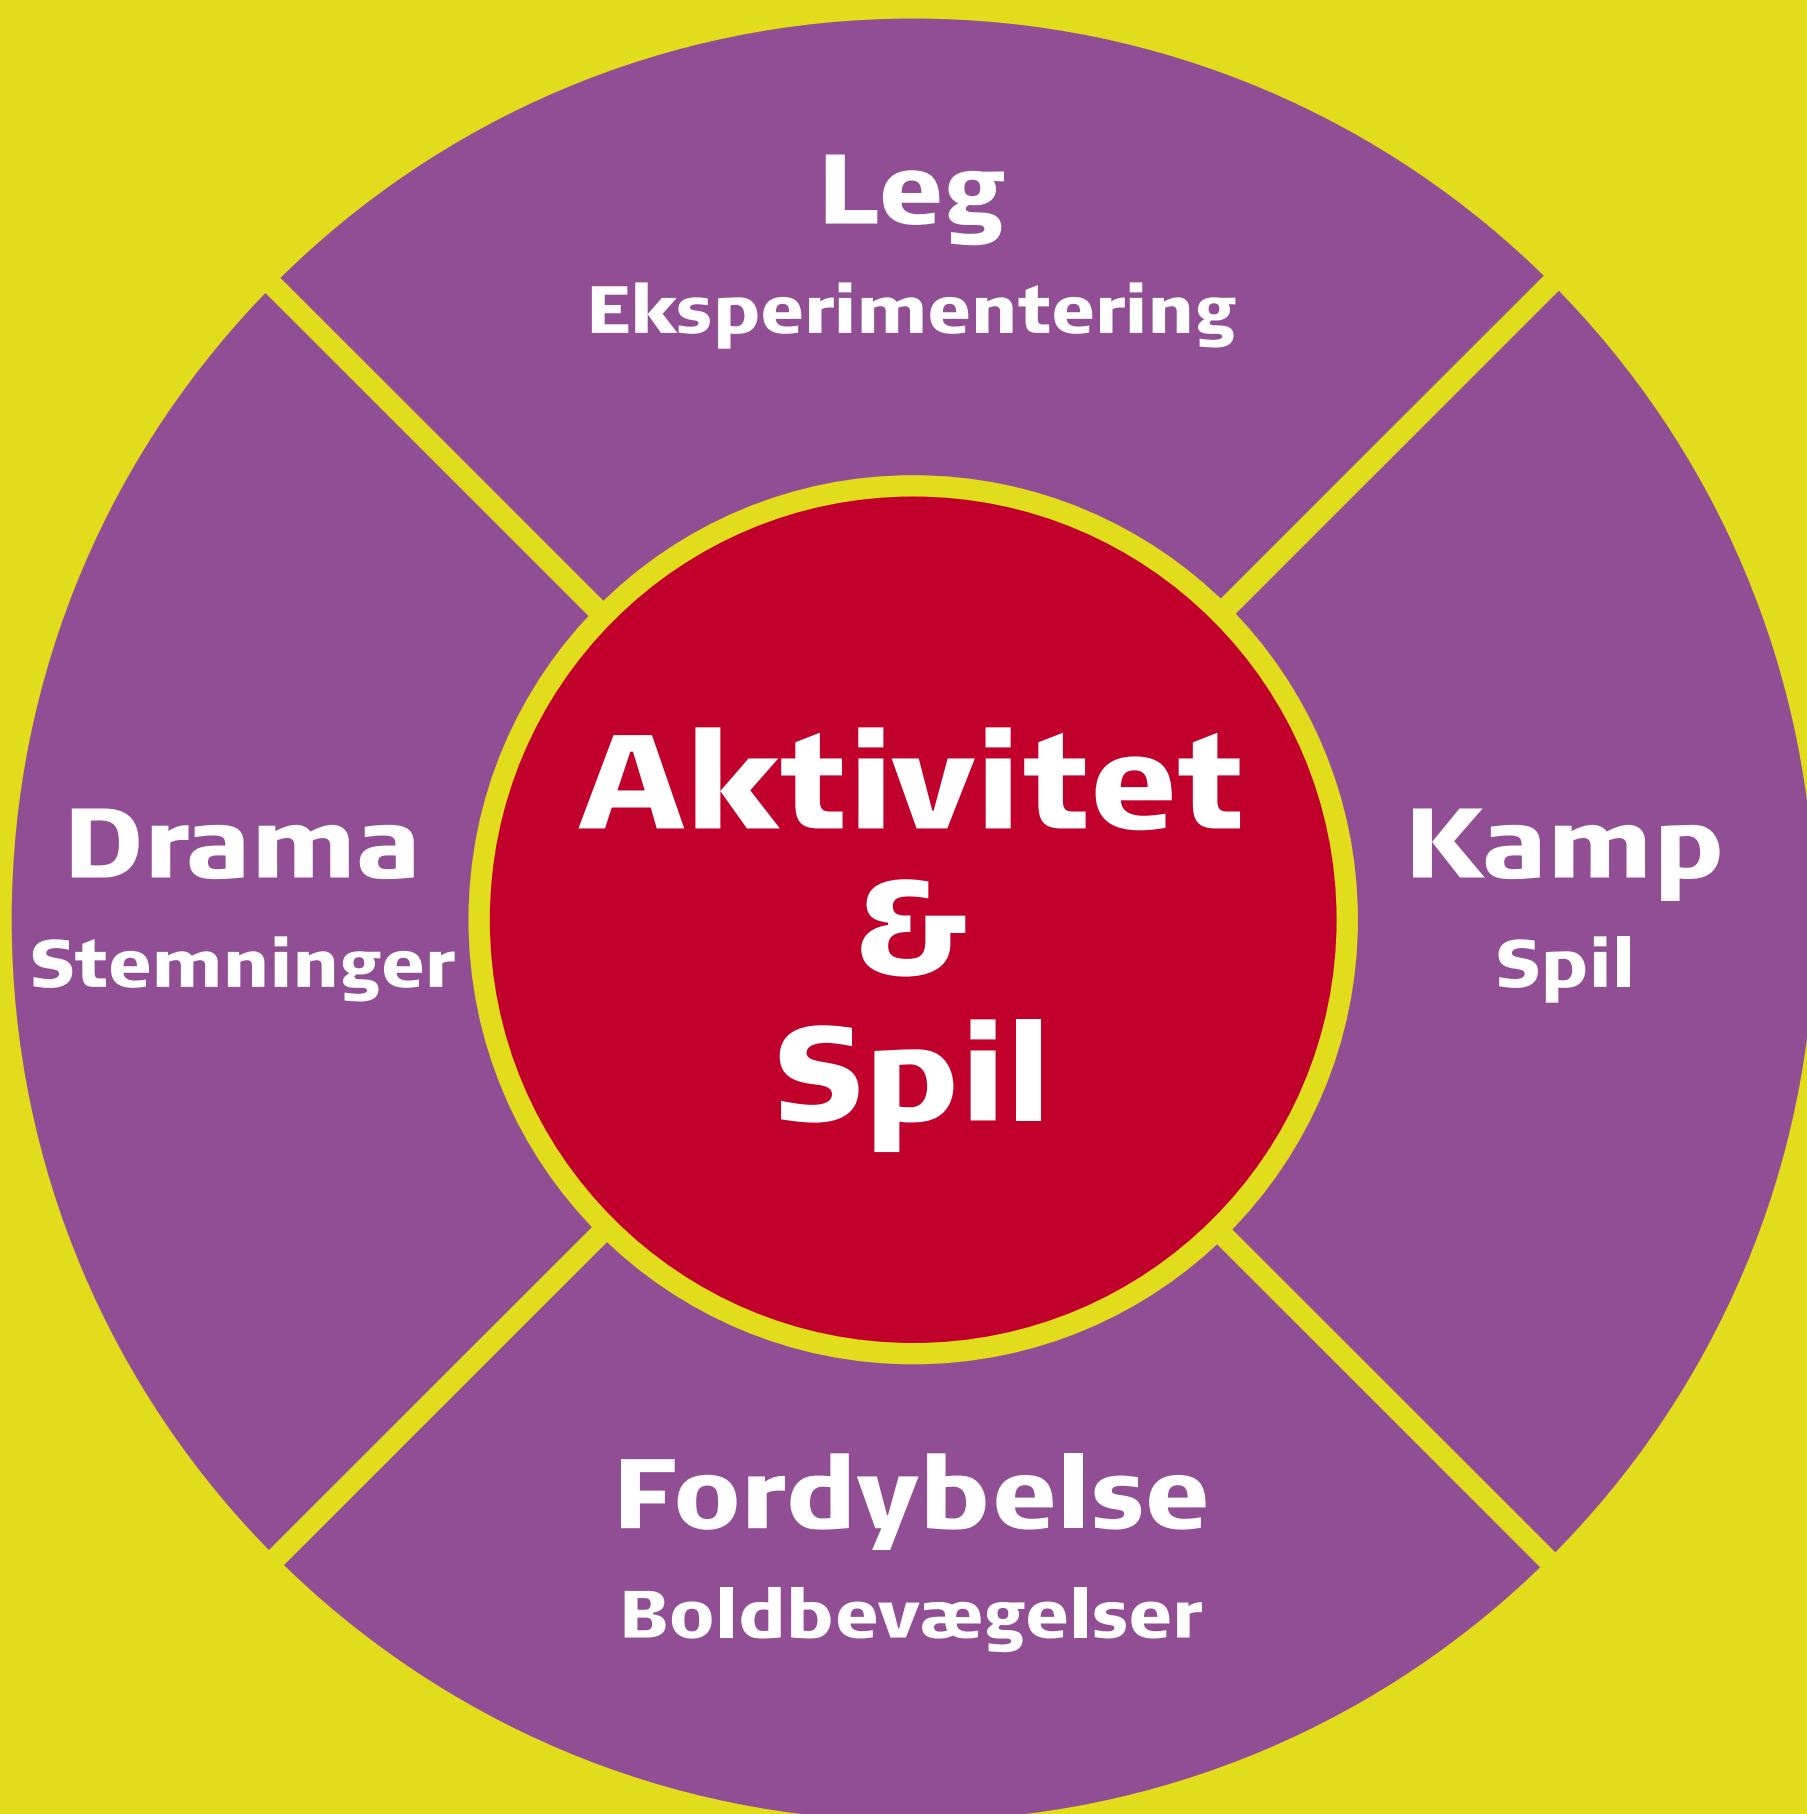 Leg
Eksperimentering
Aktivitet
&
Spil
Drama
Stemninger
Kamp
Spil
Fordybelse
Boldbevægelser